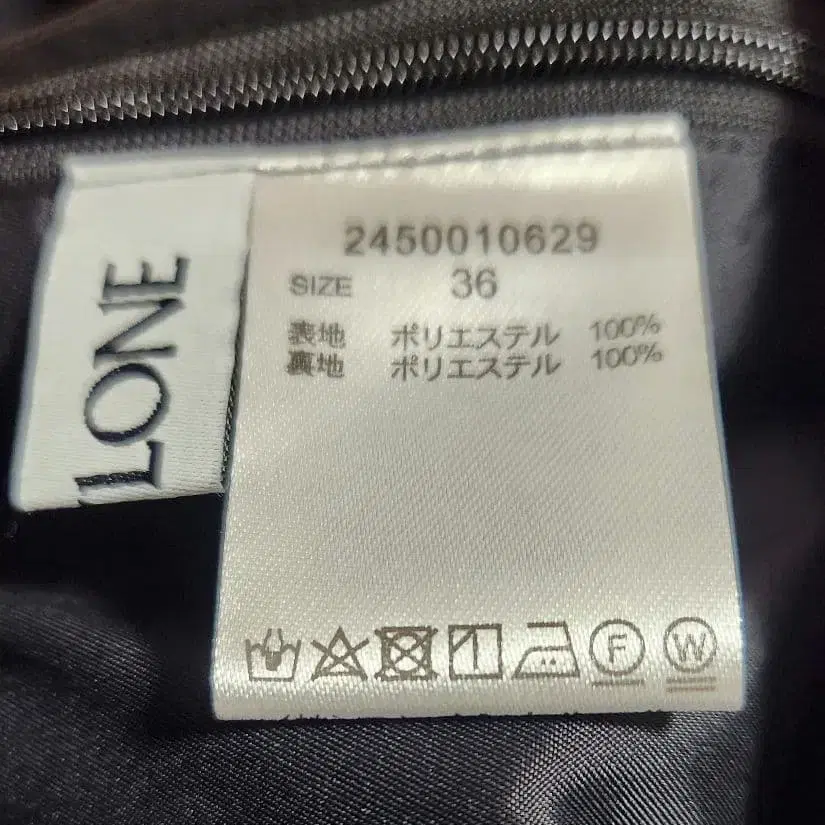 LONE
2450010629
SIZE 36
表地 ポリエステル 100%
裏地 ポリエステル 100%
F W